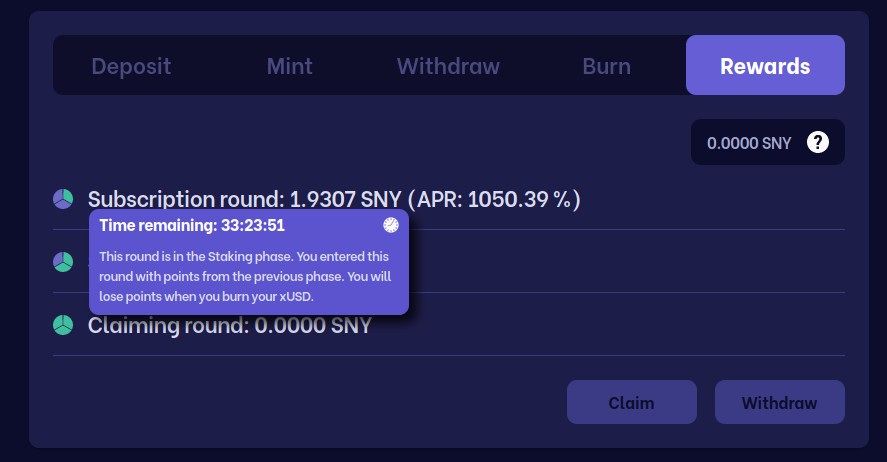 Deposit Mint Withdraw Burn Rewards
0.0000 SNY ?
Subscription round: 1.9307 SNY (APR: 1050.39 %)
Time remaining: 33:23:51
This round is in the Staking phase. You entered this
round with points from the previous phase. You will
lose points when you burn your xUSD.
Claiming round: 0.0000 SNY
Claim Withdraw